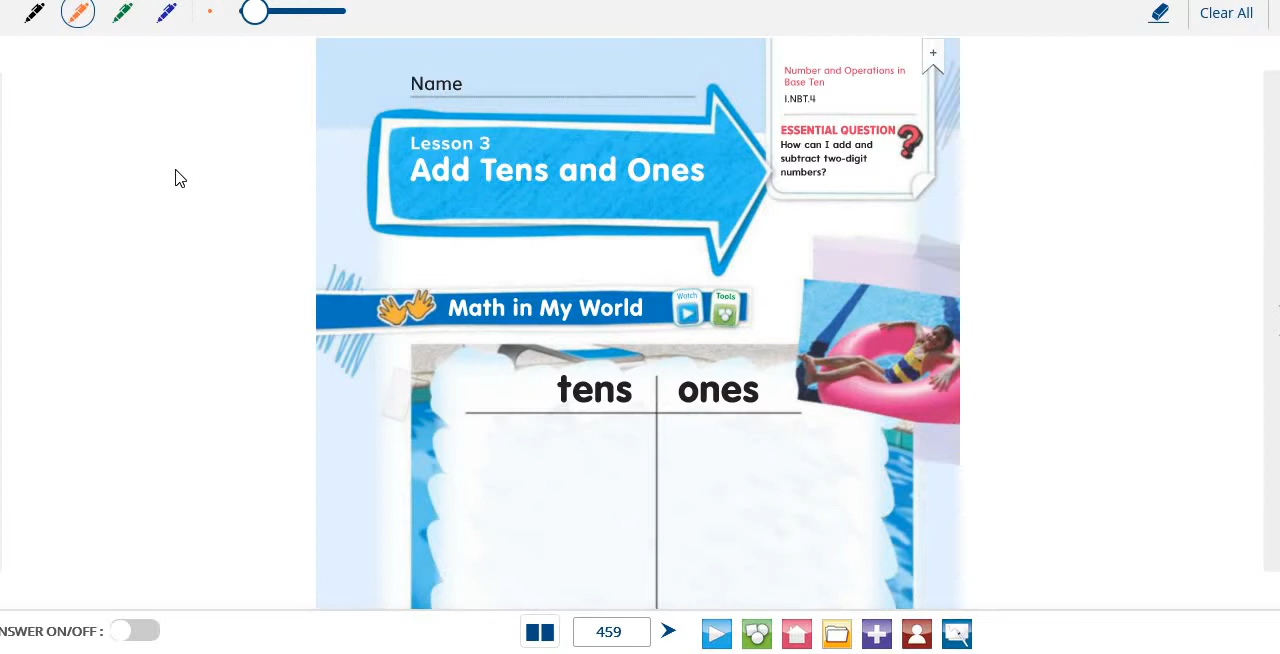 Clear All
Name
Number and Operations in
Base Ten
1.NBT.4
ESSENTIAL QUESTION
How can I add and
subtract two-digit
numbers?
Lesson 3
Add Tens and Ones
Math in My World
Watch
Tools
tens
ones
NSWER ON/OFF :
459